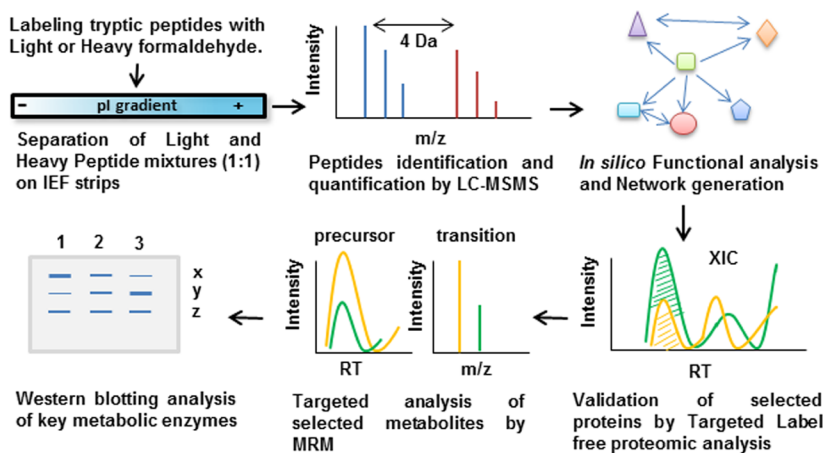 Labeling tryptic peptides with
Light or Heavy formaldehyde.
- pI gradient +
Separation of Light and
Heavy Peptide mixtures (1:1)
on IEF strips
Intensity
4 Da
m/z
Peptides identification and
quantification by LC-MSMS
In silico Functional analysis
and Network generation
XIC
Intensity
RT
Validation of selected
proteins by Targeted Label
free proteomic analysis
precursor
transition
Intensity
Intensity
RT
m/z
Targeted analysis of
selected metabolites by
MRM
1 2 3
x
y
z
Western blotting analysis
of key metabolic enzymes